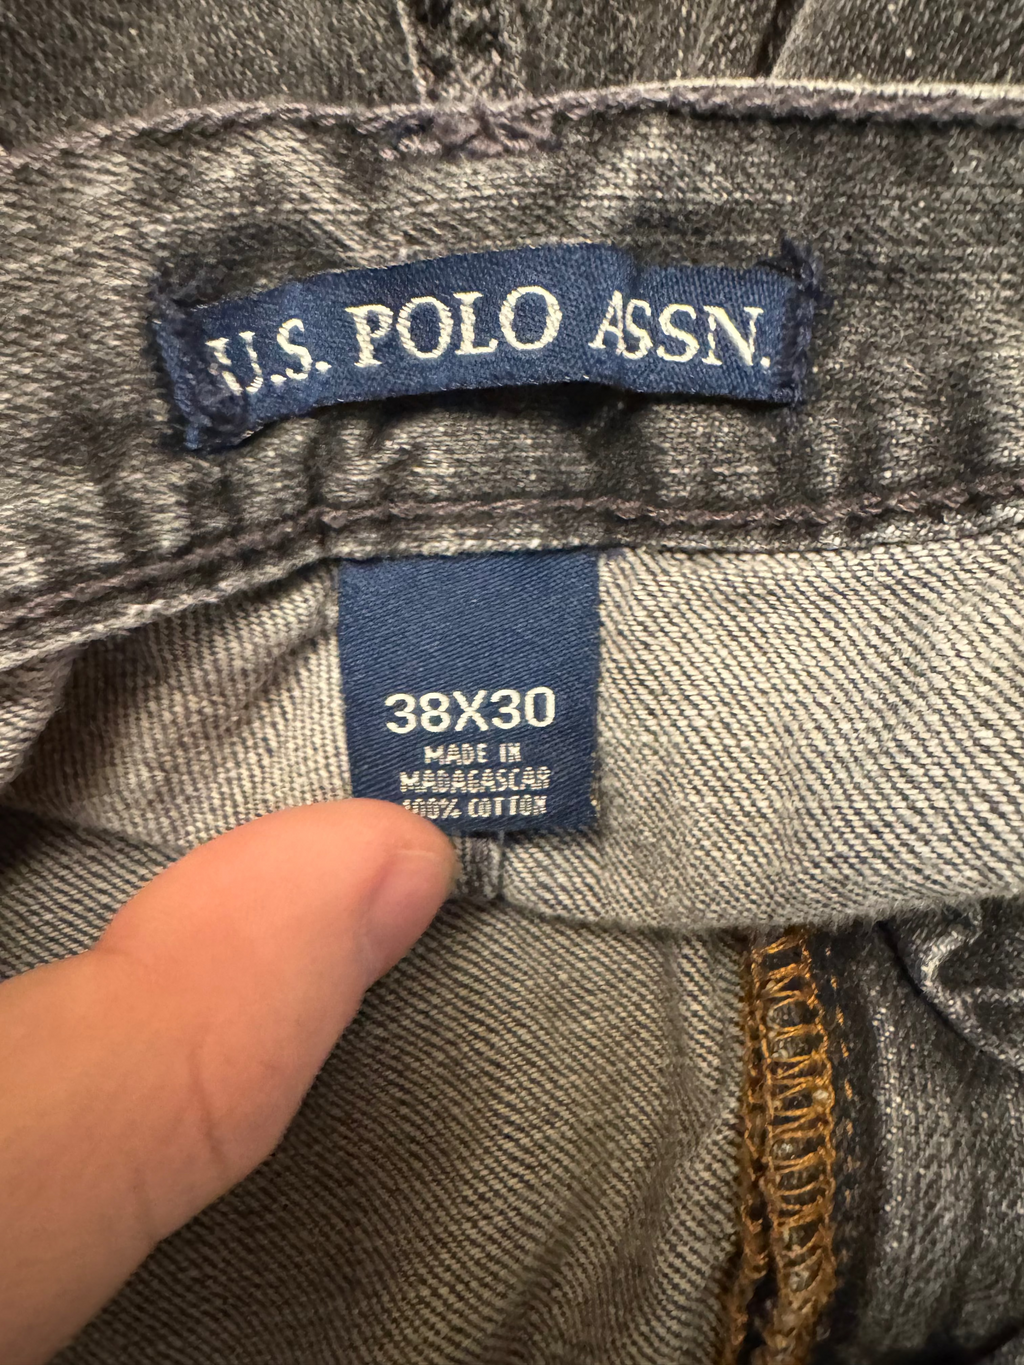 U.S. POLO ASSN.
38X30
MADE IN
MADAGASCAR
100% COTTON